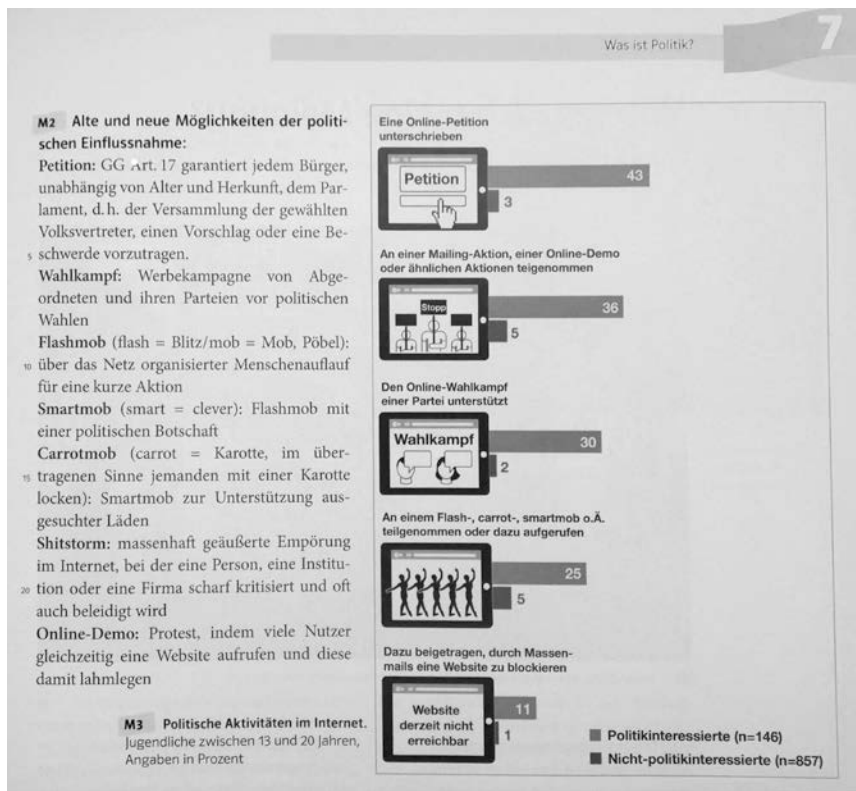 Was ist Politik?
7
M2 Alte und neue Möglichkeiten der politi-
schen Einflussnahme:
Petition: GG Art. 17 garantiert jedem Bürger,
unabhängig von Alter und Herkunft, dem Par-
lament, d. h. der Versammlung der gewählten
Volksvertreter, einen Vorschlag oder eine Be-
5 schwerde vorzutragen.
Wahlkampf: Werbekampagne von Abge-
ordneten und ihren Parteien vor politischen
Wahlen
Flashmob (flash = Blitz/mob = Mob, Pöbel):
10 über das Netz organisierter Menschenauflauf
für eine kurze Aktion
Smartmob (smart = clever): Flashmob mit
einer politischen Botschaft
Carrotmob (carrot = Karotte, im über-
15 tragenen Sinne jemanden mit einer Karotte
locken): Smartmob zur Unterstützung aus-
gesuchter Läden
Shitstorm: massenhaft geäußerte Empörung
im Internet, bei der eine Person, eine Institu-
20 tion oder eine Firma scharf kritisiert und oft
auch beleidigt wird
Online-Demo: Protest, indem viele Nutzer
gleichzeitig eine Website aufrufen und diese
damit lahmlegen
M3 Politische Aktivitäten im Internet.
Jugendliche zwischen 13 und 20 Jahren,
Angaben in Prozent
Eine Online-Petition
unterschrieben
Petition
43
3
An einer Mailing-Aktion, einer Online-Demo
oder ähnlichen Aktionen teigenommen
Stopp
36
5
Den Online-Wahlkampf
einer Partei unterstützt
Wahlkampf
30
2
An einem Flash-, carrot-, smartmob o.Ä.
teilgenommen oder dazu aufgerufen
25
5
Dazu beigetragen, durch Massen-
mails eine Website zu blockieren
Website
derzeit nicht
erreichbar
11
1
Politikinteressierte (n=146)
Nicht-politikinteressierte (n=857)